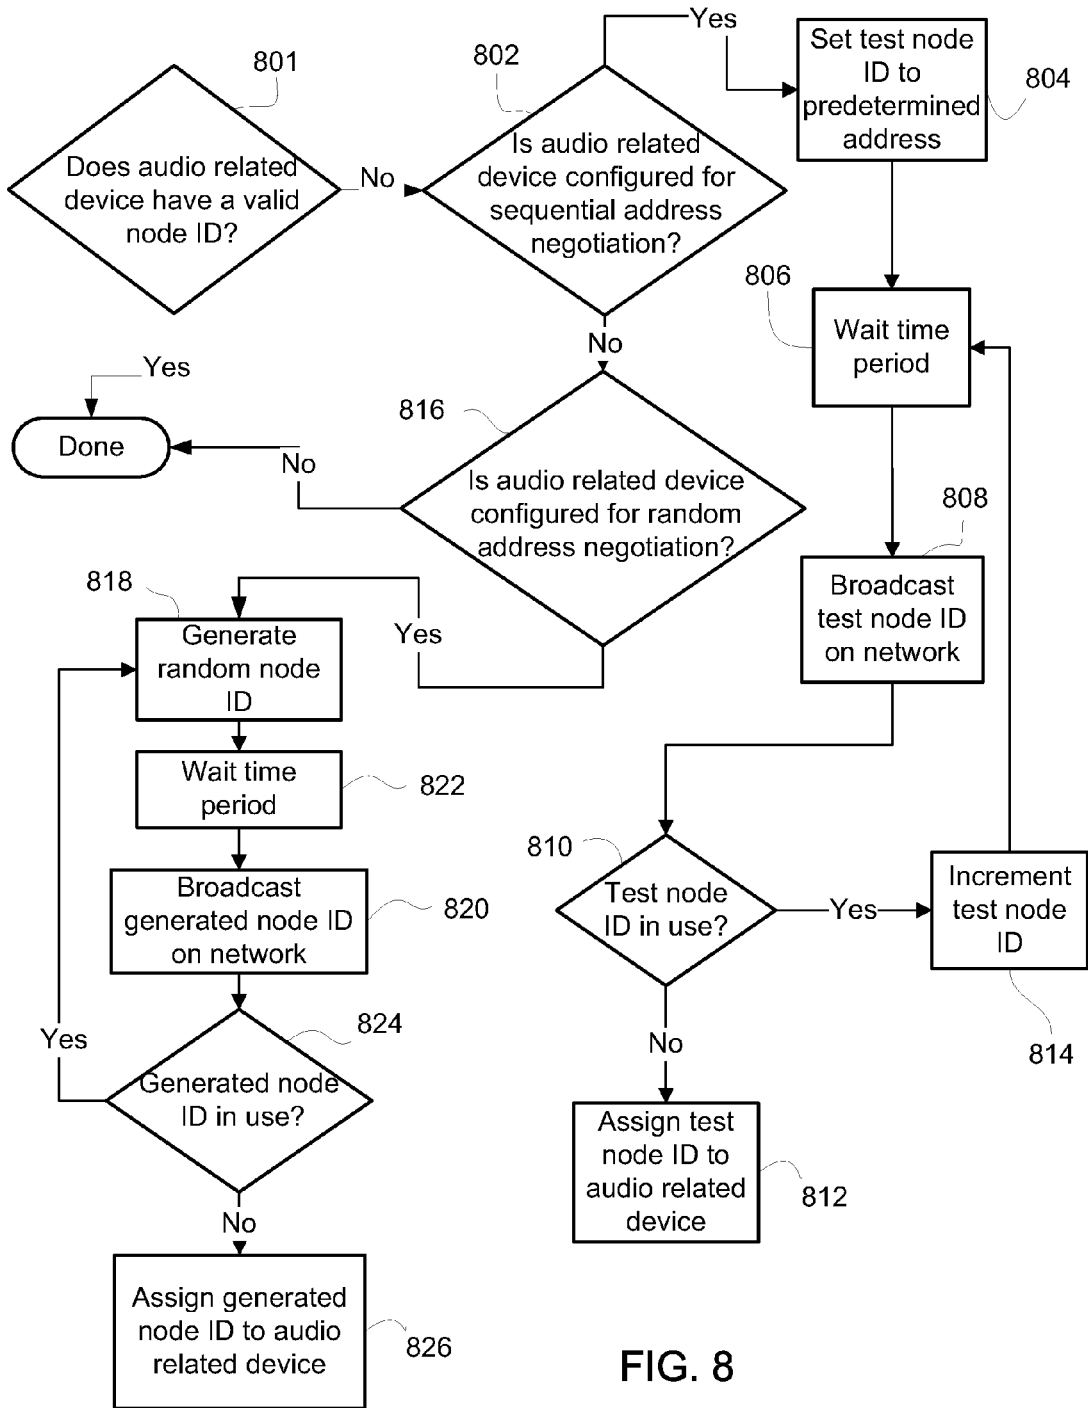 Yes
Set test node
ID to
predetermined
address
804
801
802
Does audio related
device have a valid
node ID?
No
Is audio related
device configured for
sequential address
negotiation?
806
Wait time
period
No
Yes
Done
816
No
Is audio related device
configured for random
address negotiation?
808
Broadcast
test node ID
on network
818
Generate
random node
ID
Yes
Wait time
period
822
810
Test node
ID in use?
Yes
Increment
test node
ID
814
Broadcast
generated node ID
on network
820
Yes
824
Generated node
ID in use?
No
Assign test
node ID to
audio related
device
812
No
Assign generated
node ID to audio
related device
826
FIG. 8